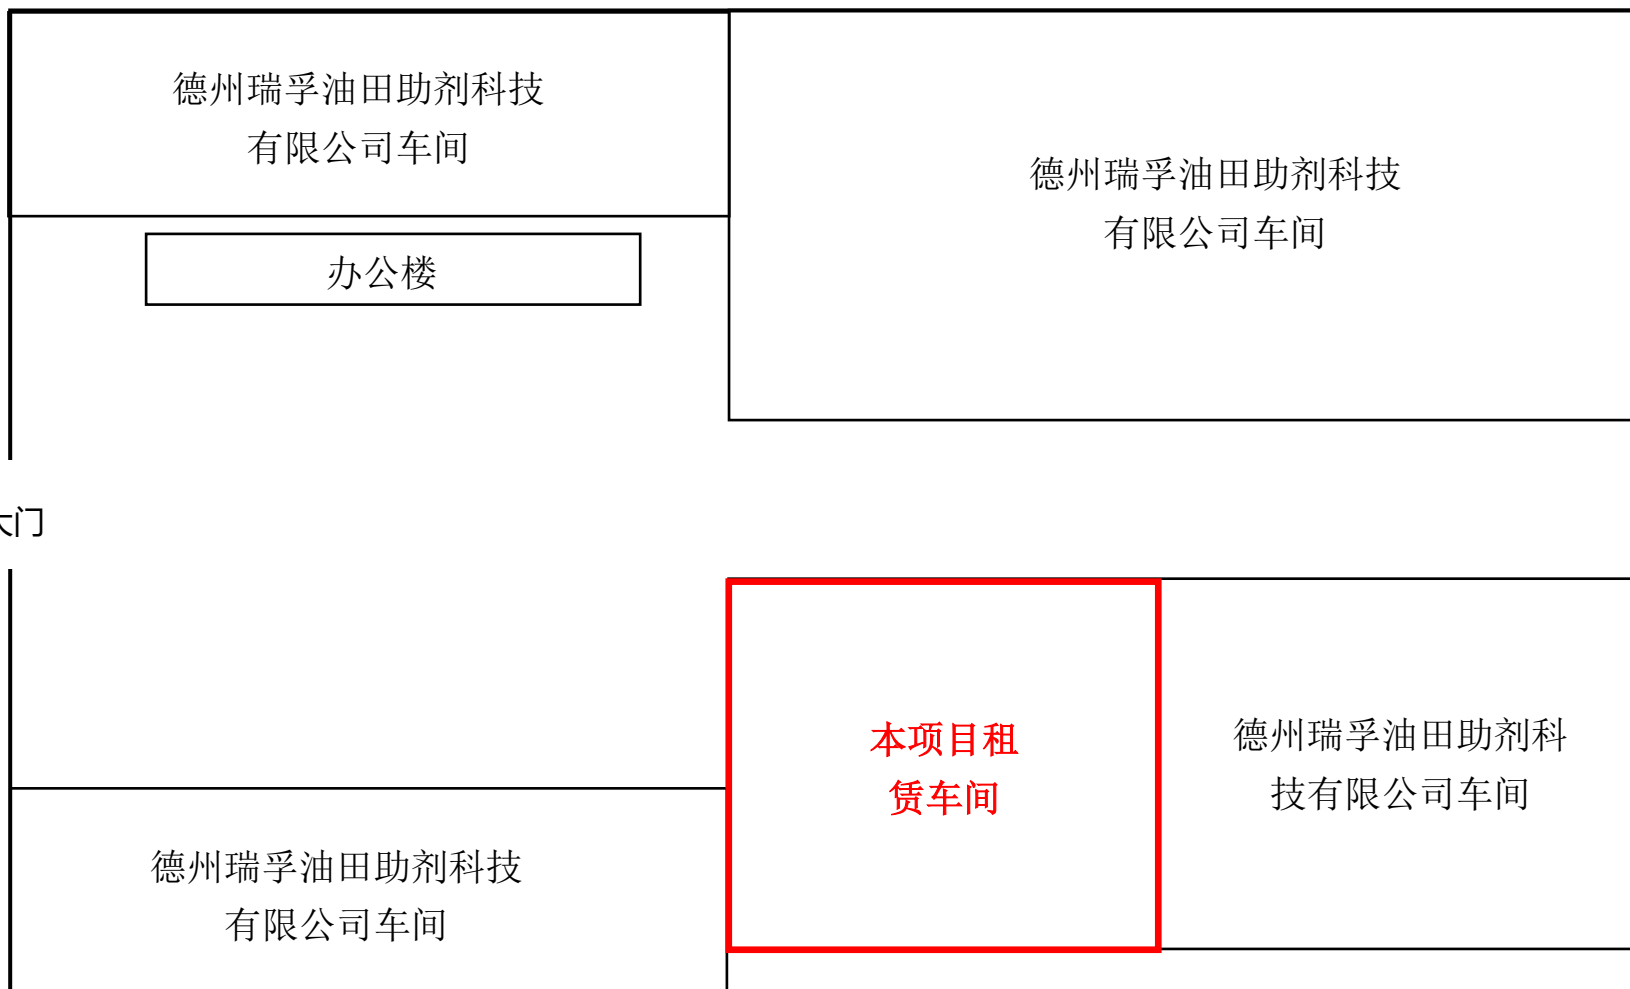 德州瑞孚油田助剂科技
有限公司车间
德州瑞孚油田助剂科技
有限公司车间
办公楼
大门
本项目租
赁车间
德州瑞孚油田助剂科
技有限公司车间
德州瑞孚油田助剂科技
有限公司车间